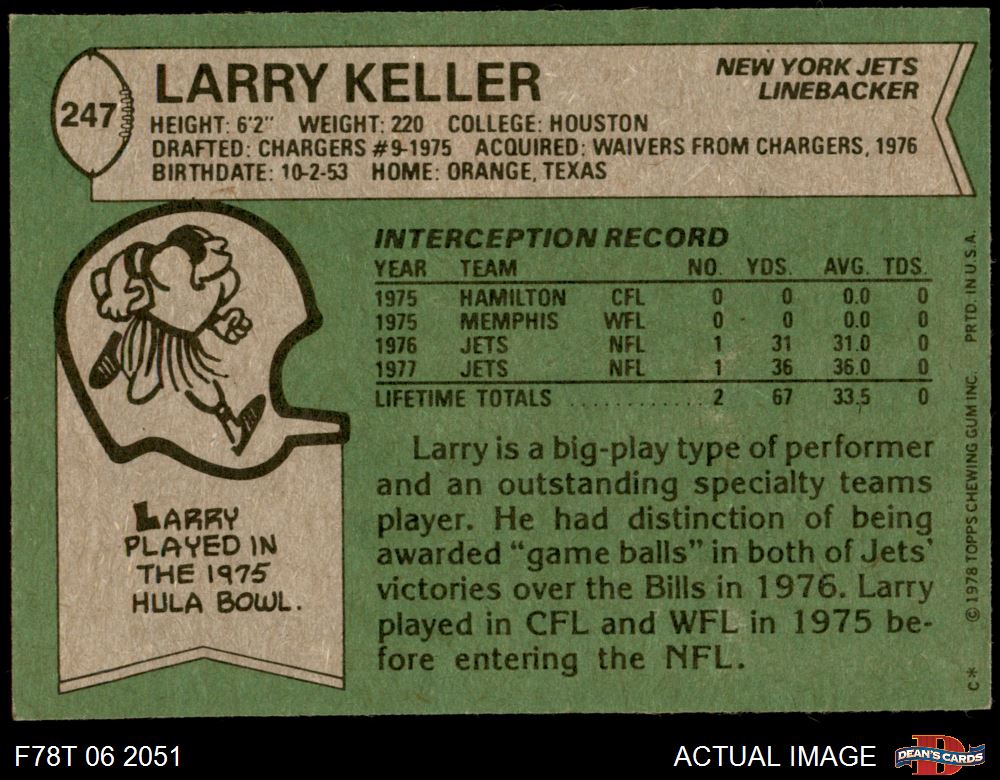 247
LARRY KELLER
NEW YORK JETS
LINEBACKER
HEIGHT: 6'2" WEIGHT: 220 COLLEGE: HOUSTON
DRAFTED: CHARGERS #9-1975 ACQUIRED: WAIVERS FROM CHARGERS, 1976
BIRTHDATE: 10-2-53 HOME: ORANGE, TEXAS
INTERCEPTION RECORD
YEAR TEAM NO. YDS. AVG. TDS.
1975 HAMILTON CFL 0 0 0.0 0
1975 MEMPHIS WFL 0 0 0.0 0
1976 JETS NFL 1 31 31.0 0
1977 JETS NFL 1 36 36.0 0
LIFETIME TOTALS ............ 2 67 33.5 0
Larry is a big-play type of performer
and an outstanding specialty teams
player. He had distinction of being
awarded "game balls" in both of Jets'
victories over the Bills in 1976. Larry
played in CFL and WFL in 1975 be-
fore entering the NFL.
LARRY
PLAYED IN
THE 1975
HULA BOWL.
© 1978 TOPPS CHEWING GUM INC. PRTD. IN U.S.A.
C*
F78T 06 2051
ACTUAL IMAGE
D
DEAN'S CARDS